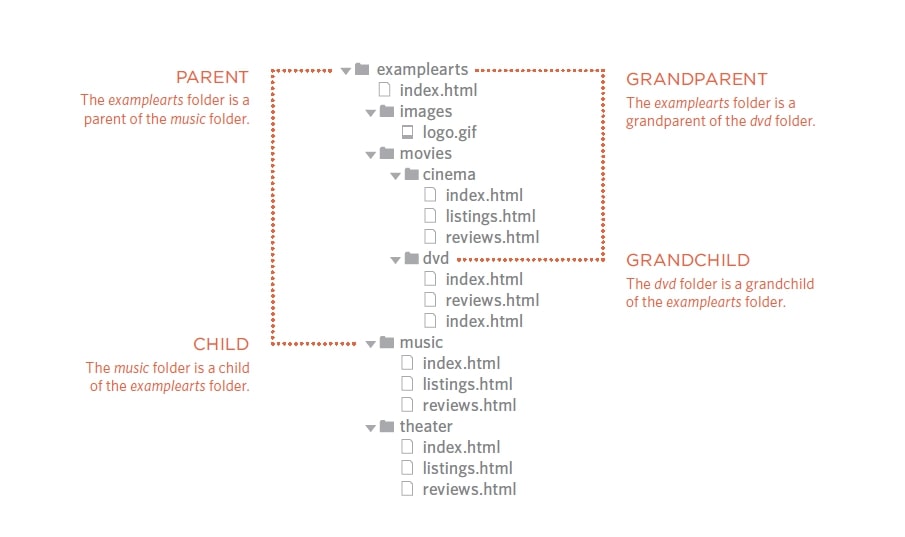 PARENT
The examplearts folder is a
parent of the music folder.
examplearts
index.html
images
logo.gif
movies
cinema
index.html
listings.html
reviews.html
dvd
index.html
reviews.html
index.html
music
index.html
listings.html
reviews.html
theater
index.html
listings.html
reviews.html
GRANDPARENT
The examplearts folder is a
grandparent of the dvd folder.
GRANDCHILD
The dvd folder is a grandchild
of the examplearts folder.
CHILD
The music folder is a child
of the examplearts folder.